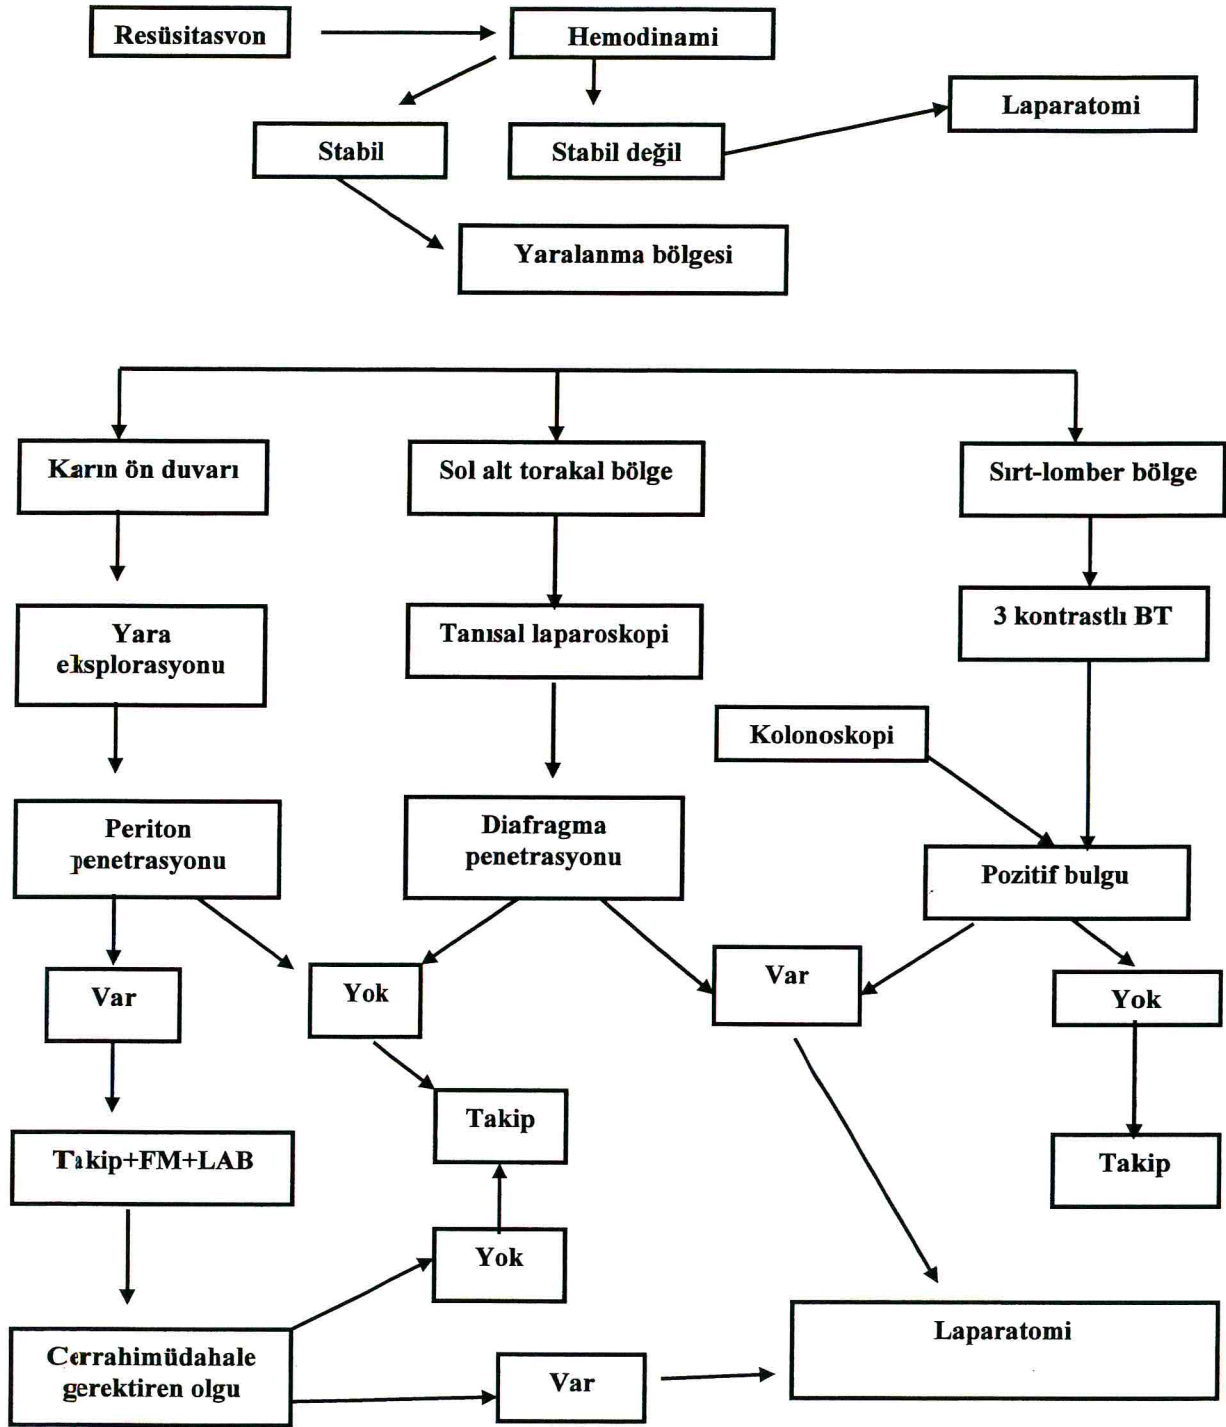 Resüsitasvon
Hemodinami
Laparatomi
Stabil
Stabil değil
Yaralanma bölgesi
Karın ön duvarı
Sol alt torakal bölge
Sırt-lomber bölge
Yara
eksplorasyonu
Tanısal laparoskopi
3 kontrastlı BT
Kolonoskopi
Periton
penetrasyonu
Diafragma
penetrasyonu
Pozitif bulgu
Var
Yok
Var
Yok
Takip
Takip+FM+LAB
Takip
Yok
Cerrahimüdahale
gerektiren olgu
Var
Laparatomi